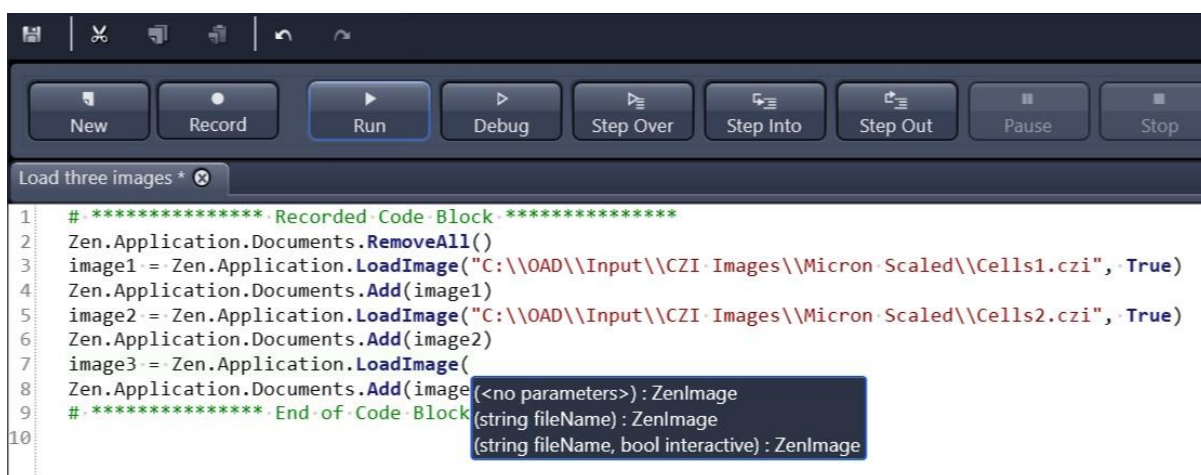 New Record Run Debug Step Over Step Into Step Out Pause Stop
Load three images *
1 # *************** Recorded Code Block ***************
2 Zen.Application.Documents.RemoveAll()
3 image1 = Zen.Application.LoadImage("C:\\OAD\\Input\\CZI Images\\Micron Scaled\\Cells1.czi", True)
4 Zen.Application.Documents.Add(image1)
5 image2 = Zen.Application.LoadImage("C:\\OAD\\Input\\CZI Images\\Micron Scaled\\Cells2.czi", True)
6 Zen.Application.Documents.Add(image2)
7 image3 = Zen.Application.LoadImage(
8 Zen.Application.Documents.Add(image
(<no parameters>) : ZenImage
9 # *************** End of Code Block
(string fileName) : ZenImage
10
(string fileName, bool interactive) : ZenImage